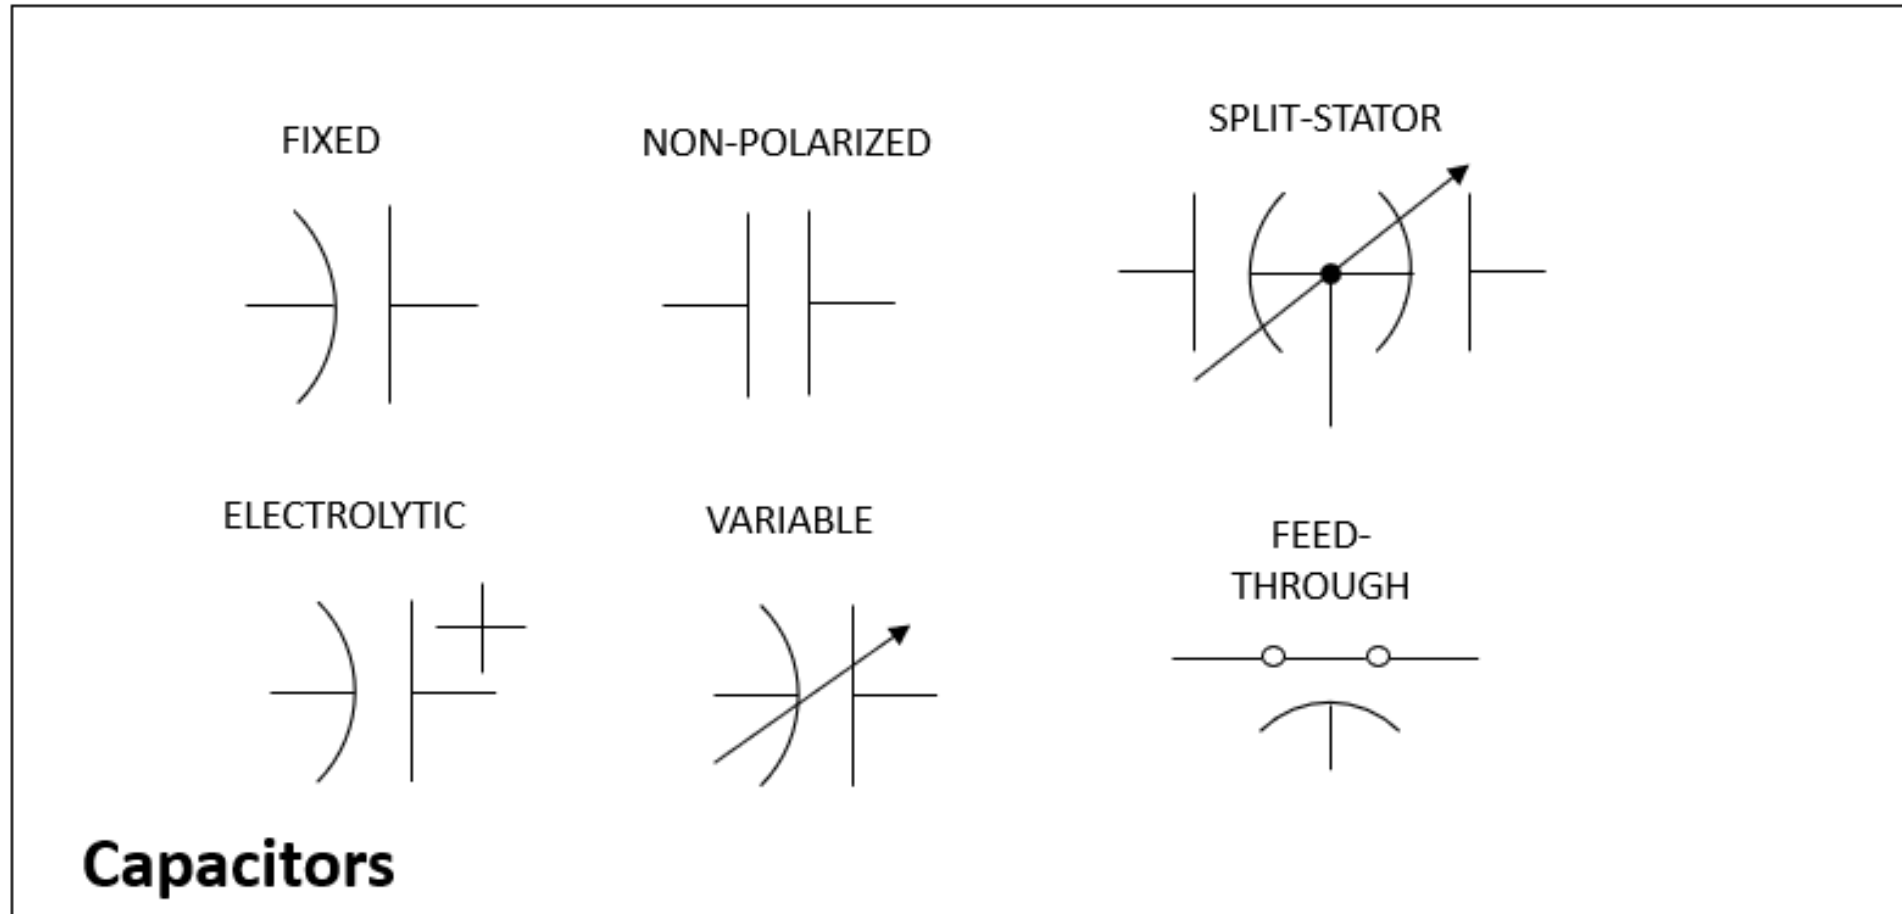 FIXED
NON-POLARIZED
SPLIT-STATOR
ELECTROLYTIC
VARIABLE
FEED-
THROUGH
Capacitors